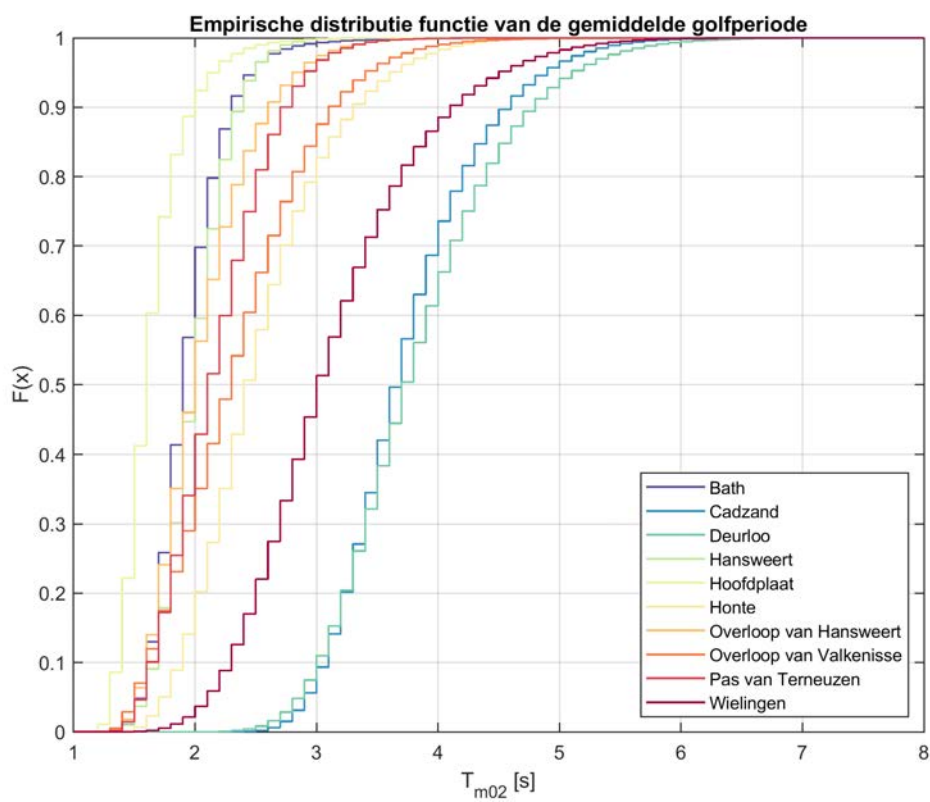 Empirische distributie functie van de gemiddelde golfperiode
F(x)
1
0.9
0.8
0.7
0.6
0.5
0.4
0.3
0.2
0.1
0
Bath
Cadzand
Deurloo
Hansweert
Hoofdplaat
Honte
Overloop van Hansweert
Overloop van Valkenisse
Pas van Terneuzen
Wielingen
1 2 3 4 5 6 7 8
T_m02 [s]